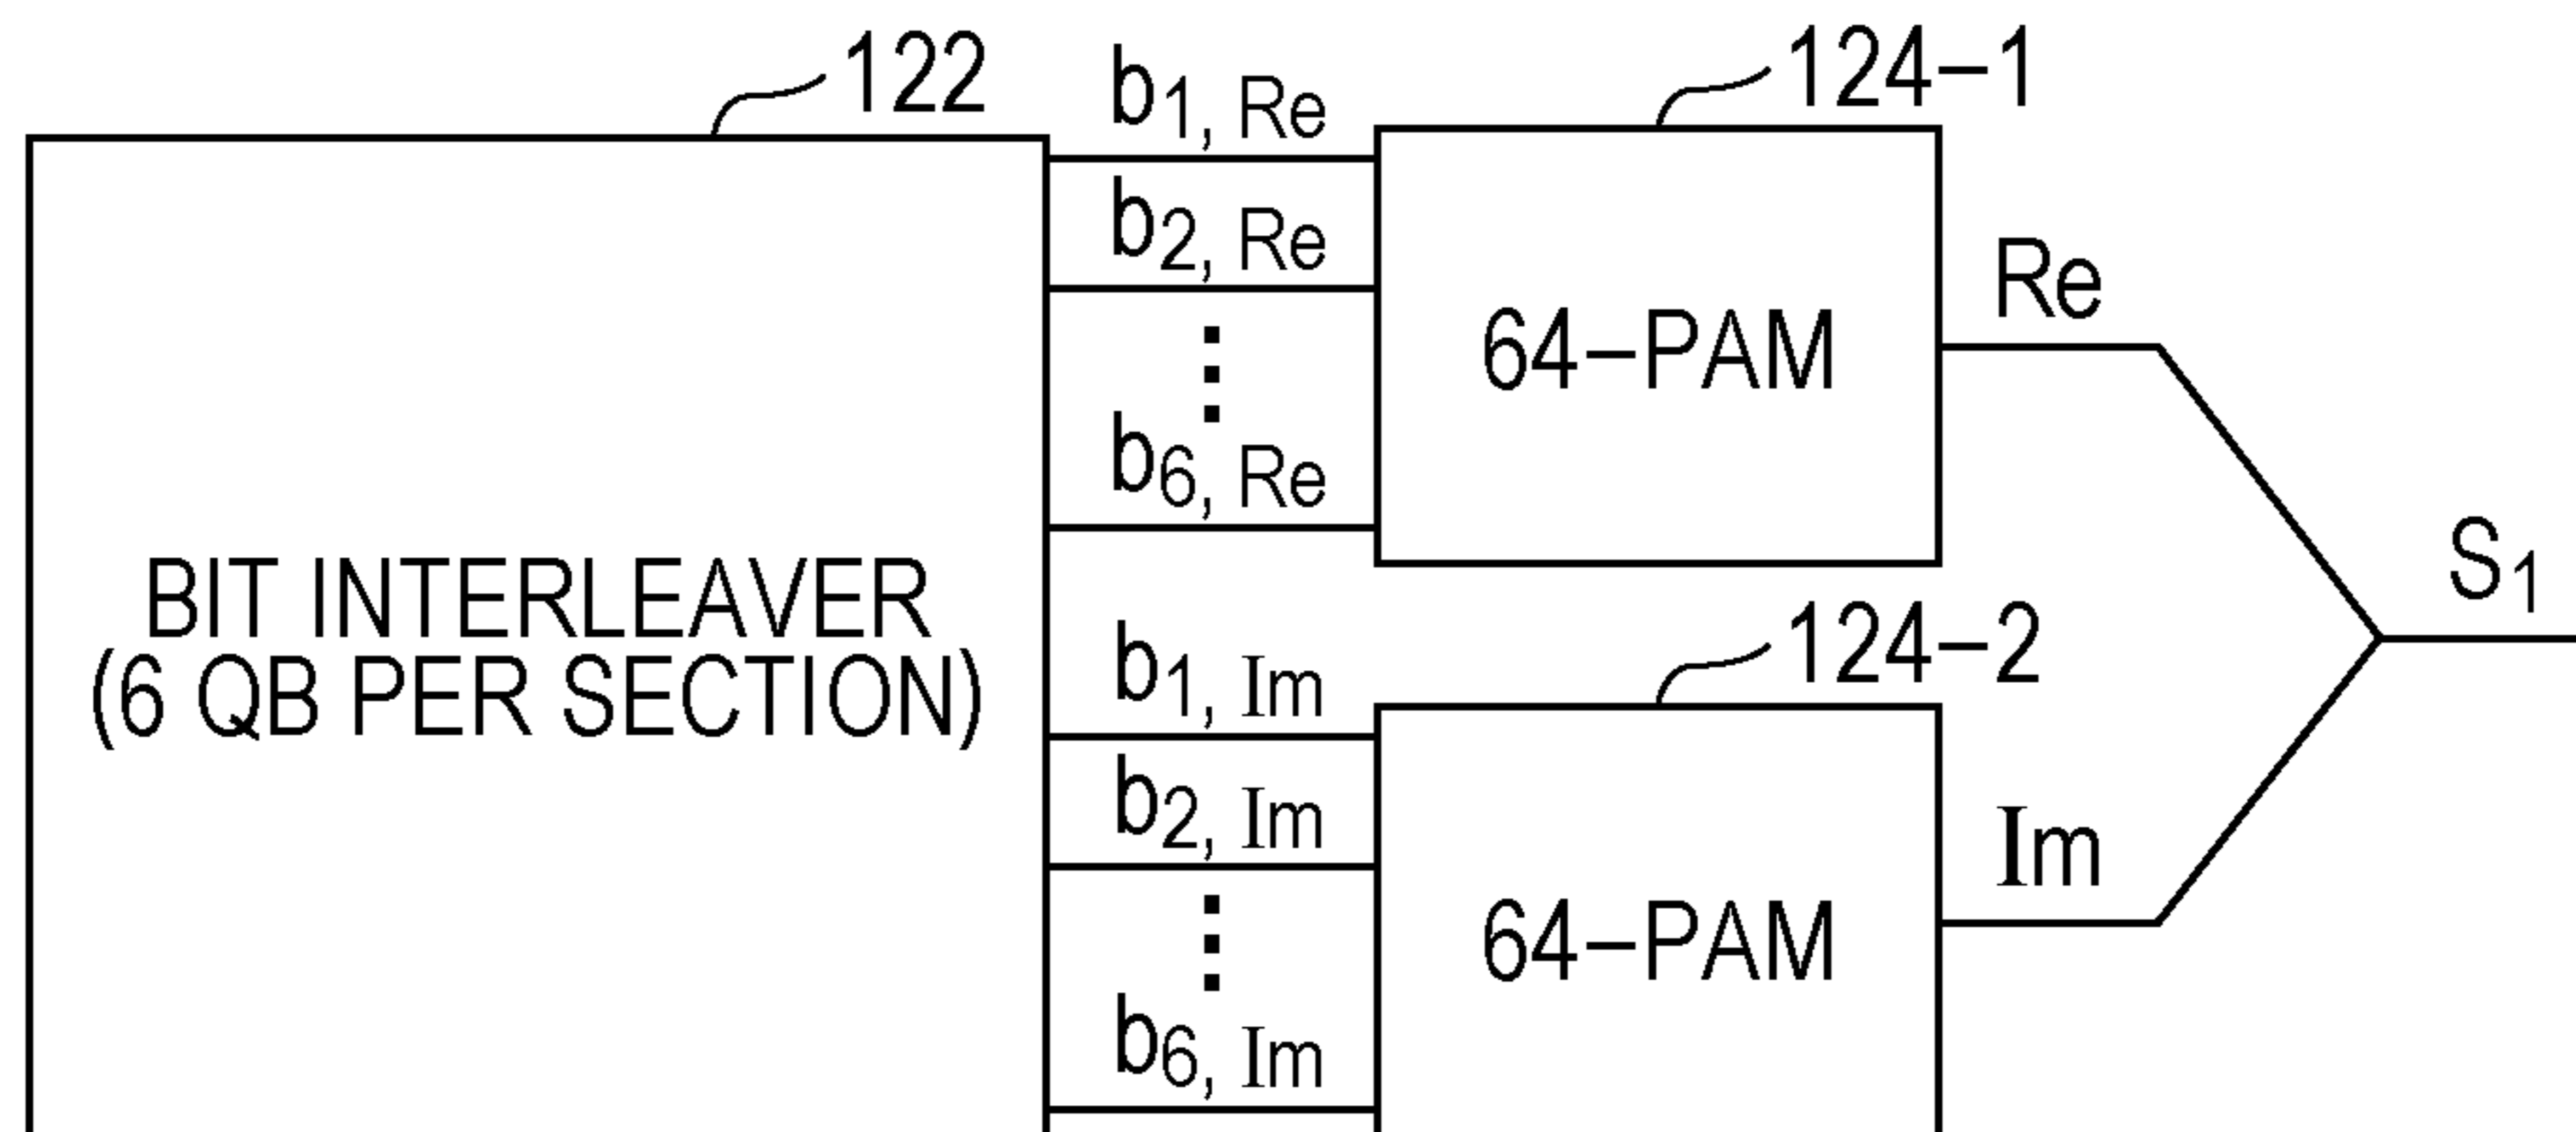 122
BIT INTERLEAVER
(6 QB PER SECTION)
b1, Re
b2, Re
⋮
b6, Re
b1, Im
b2, Im
⋮
b6, Im
124–1
64–PAM
124–2
64–PAM
Re
Im
S1